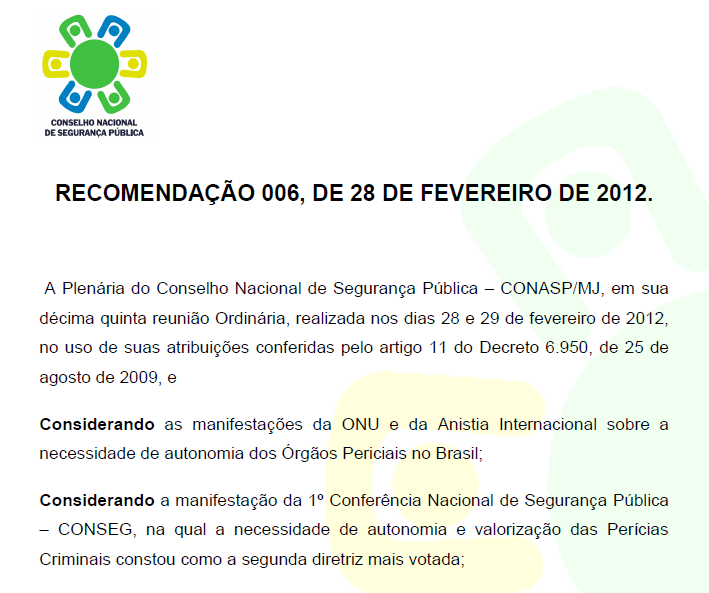 CONSELHO NACIONAL
DE SEGURANÇA PÚBLICA
RECOMENDAÇÃO 006, DE 28 DE FEVEREIRO DE 2012.
A Plenária do Conselho Nacional de Segurança Pública – CONASP/MJ, em sua
décima quinta reunião Ordinária, realizada nos dias 28 e 29 de fevereiro de 2012,
no uso de suas atribuições conferidas pelo artigo 11 do Decreto 6.950, de 25 de
agosto de 2009, e
Considerando as manifestações da ONU e da Anistia Internacional sobre a
necessidade de autonomia dos Órgãos Periciais no Brasil;
Considerando a manifestação da 1º Conferência Nacional de Segurança Pública
– CONSEG, na qual a necessidade de autonomia e valorização das Perícias
Criminais constou como a segunda diretriz mais votada;